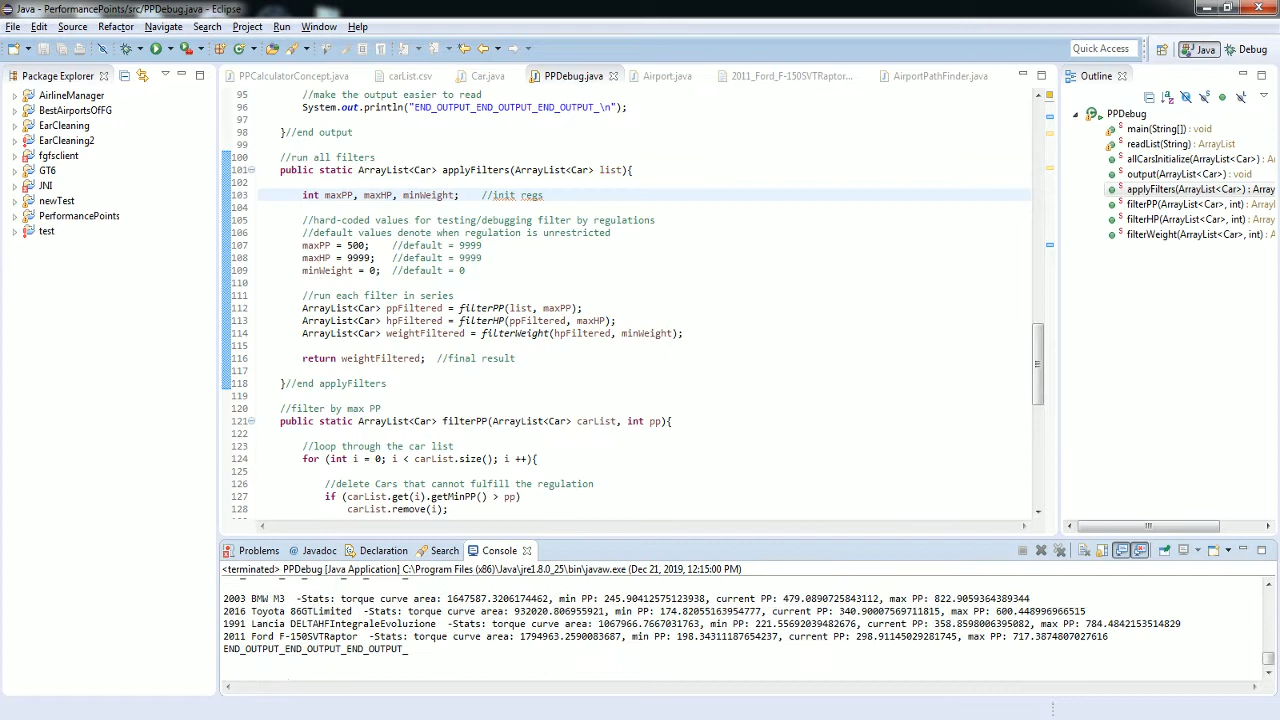 Java - PerformancePoints/src/PPDebug.java - Eclipse
File Edit Source Refactor Navigate Search Project Run Window Help
Quick Access Java Debug
Package Explorer
AirlineManager
BestAirportsOfFG
EarCleaning
EarCleaning2
fgfsclient
GT6
JNI
newTest
PerformancePoints
test
PPCalculatorConcept.java carList.csv Car.java PPDebug.java Airport.java 2011_Ford_F-150SVTRaptor... AirportPathFinder.java
95 //make the output easier to read
96 System.out.println("END_OUTPUT_END_OUTPUT_END_OUTPUT_\n");
97
98 }//end output
99
100 //run all filters
101 public static ArrayList<Car> applyFilters(ArrayList<Car> list){
102
103 int maxPP, maxHP, minWeight; //init regs
104
105 //hard-coded values for testing/debugging filter by regulations
106 //default values denote when regulation is unrestricted
107 maxPP = 500; //default = 9999
108 maxHP = 9999; //default = 9999
109 minWeight = 0; //default = 0
110
111 //run each filter in series
112 ArrayList<Car> ppFiltered = filterPP(list, maxPP);
113 ArrayList<Car> hpFiltered = filterHP(ppFiltered, maxHP);
114 ArrayList<Car> weightFiltered = filterWeight(hpFiltered, minWeight);
115
116 return weightFiltered; //final result
117
118 }//end applyFilters
119
120 //filter by max PP
121 public static ArrayList<Car> filterPP(ArrayList<Car> carList, int pp){
122
123 //loop through the car list
124 for (int i = 0; i < carList.size(); i ++){
125
126 //delete Cars that cannot fulfill the regulation
127 if (carList.get(i).getMinPP() > pp)
128 carList.remove(i);
Outline
PPDebug
main(String[]) : void
readList(String) : ArrayList
allCarsInitialize(ArrayList<Car>
output(ArrayList<Car>) : void
applyFilters(ArrayList<Car>) : Array
filterPP(ArrayList<Car>, int) : Arra
filterHP(ArrayList<Car>, int) : Arra
filterWeight(ArrayList<Car>, int) :
Problems Javadoc Declaration Search Console
<terminated> PPDebug [Java Application] C:\Program Files (x86)\Java\jre1.8.0_25\bin\javaw.exe (Dec 21, 2019, 12:15:00 PM)
2003 BMW M3 -Stats: torque curve area: 1647587.3206174462, min PP: 245.90412575123938, current PP: 479.0890725843112, max PP: 822.9059364389344
2016 Toyota 86GTLimited -Stats: torque curve area: 932020.806955921, min PP: 174.82055163954777, current PP: 340.90007569711815, max PP: 600.448996966515
1991 Lancia DELTAHFIntegraleEvoluzione -Stats: torque curve area: 1067966.7667031763, min PP: 221.55692039482676, current PP: 358.8598006395082, max PP: 784.4842153514829
2011 Ford F-150SVTRaptor -Stats: torque curve area: 1794963.2590083687, min PP: 198.34311187654237, current PP: 298.91145029281745, max PP: 717.3874807027616
END_OUTPUT_END_OUTPUT_END_OUTPUT_